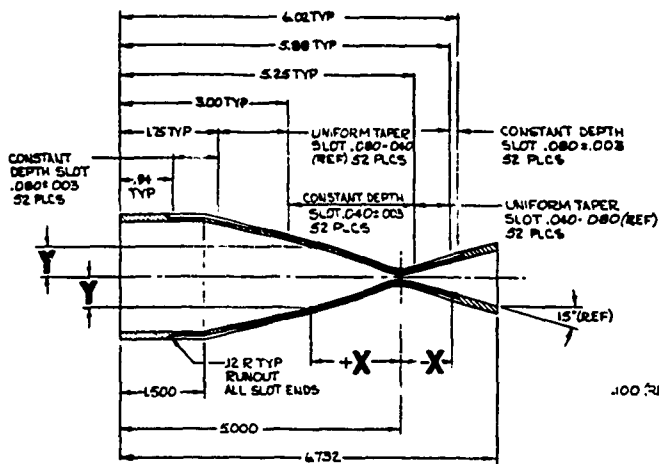 6.02 TYP
5.88 TYP
5.25 TYP
3.00 TYP
1.75 TYP
UNIFORM TAPER
SLOT .080-.040
(REF) 52 PLCS
CONSTANT DEPTH
SLOT .080±.003
52 PLCS
CONSTANT
DEPTH SLOT
.080±.003
52 PLCS
.94
TYP
CONSTANT DEPTH
SLOT .040±.003
52 PLCS
UNIFORM TAPER
SLOT .040-.080 (REF)
52 PLCS
Y
Y
+X
-X
15° (REF)
.12 R TYP
RUNOUT
ALL SLOT ENDS
1.500
.100
5.000
6.732